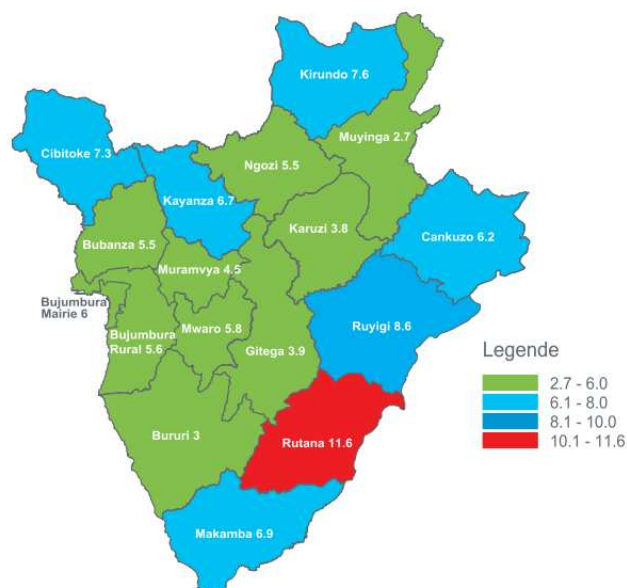 Kirundo 7.6
Muyinga 2.7
Cibitoke 7.3
Ngozi 5.5
Kayanza 6.7
Karuzi 3.8
Cankuzo 6.2
Bubanza 5.5
Muramvya 4.5
Bujumbura
Mairie 6
Bujumbura
Rural 5.6
Mwaro 5.8
Gitega 3.9
Ruyigi 8.6
Bururi 3
Rutana 11.6
Makamba 6.9
Legende
2.7 - 6.0
6.1 - 8.0
8.1 - 10.0
10.1 - 11.6